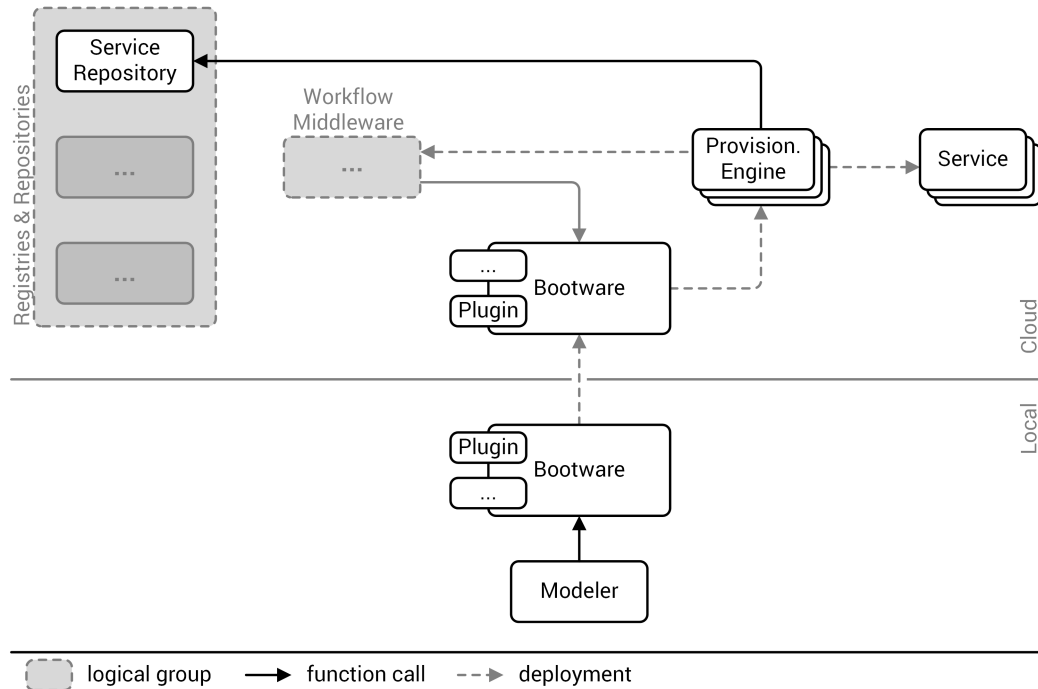 Service
Repository
...
...
Registries & Repositories
Workflow
Middleware
...
Provision.
Engine
Service
...
Bootware
Plugin
Cloud
Local
Plugin
Bootware
...
Modeler
logical group
function call
deployment